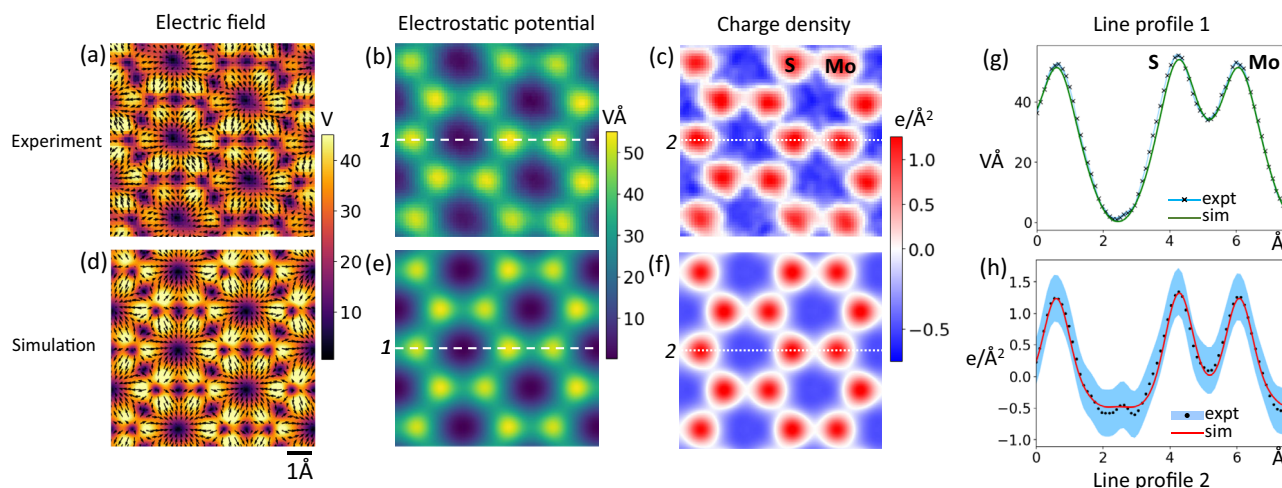 Electric field
Electrostatic potential
Charge density
Line profile 1
(a)
(b)
(c)
(g)
S
Mo
S
Mo
Experiment
V
40
30
20
10
1
VÅ
50
40
30
20
10
2
e/Å²
1.0
0.5
0.0
−0.5
VÅ
40
20
0
expt
sim
0
2
4
6
Å
(d)
(e)
(f)
(h)
Simulation
1
2
e/Å²
1.5
1.0
0.5
0.0
-0.5
-1.0
expt
sim
0
2
4
6
Å
1Å
Line profile 2